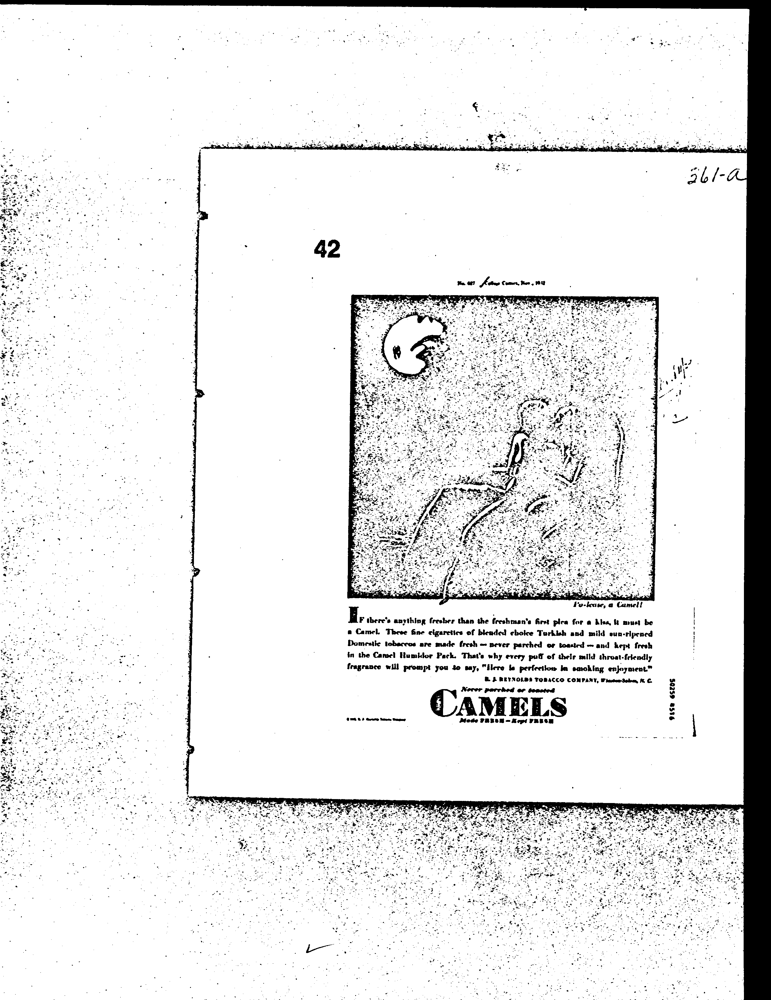 361-a
42
No. 627 College Comics, Nov., 1932
Pu-lease, a Camel!
IF there's anything fresher than the freshman's first plea for a kiss, it must be
a Camel. These fine cigarettes of blended choice Turkish and mild sun-ripened
Domestic tobaccos are made fresh — never parched or toasted — and kept fresh
in the Camel Humidor Pack. That's why every puff of their mild throat-friendly
fragrance will prompt you to say, "Here is perfection in smoking enjoyment."
R. J. REYNOLDS TOBACCO COMPANY, Winston-Salem, N. C.
Never parched or toasted
CAMELS
Made FRESH – Kept FRESH
R. J. Reynolds Tobacco Company
50259 0516